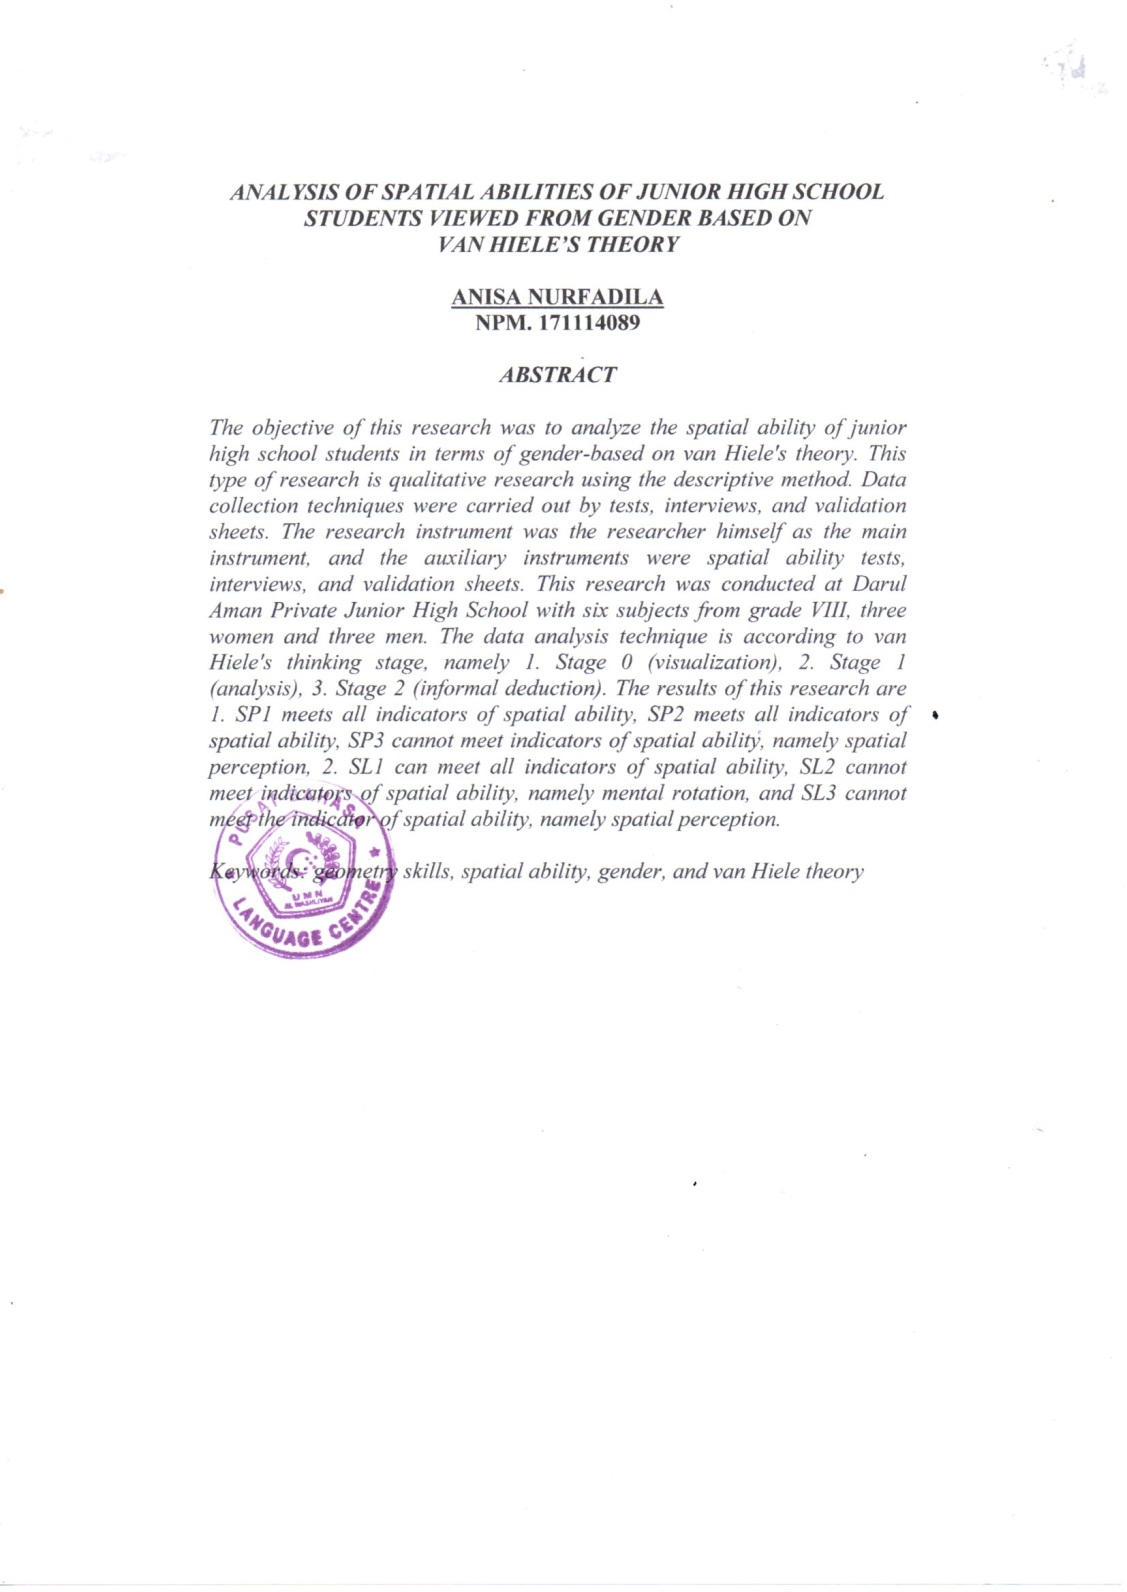 ANALYSIS OF SPATIAL ABILITIES OF JUNIOR HIGH SCHOOL
STUDENTS VIEWED FROM GENDER BASED ON
VAN HIELE'S THEORY
ANISA NURFADILA
NPM. 171114089
ABSTRACT
The objective of this research was to analyze the spatial ability of junior
high school students in terms of gender-based on van Hiele's theory. This
type of research is qualitative research using the descriptive method. Data
collection techniques were carried out by tests, interviews, and validation
sheets. The research instrument was the researcher himself as the main
instrument, and the auxiliary instruments were spatial ability tests,
interviews, and validation sheets. This research was conducted at Darul
Aman Private Junior High School with six subjects from grade VIII, three
women and three men. The data analysis technique is according to van
Hiele's thinking stage, namely 1. Stage 0 (visualization), 2. Stage 1
(analysis), 3. Stage 2 (informal deduction). The results of this research are
1. SP1 meets all indicators of spatial ability, SP2 meets all indicators of
spatial ability, SP3 cannot meet indicators of spatial ability, namely spatial
perception, 2. SL1 can meet all indicators of spatial ability, SL2 cannot
meet indicators of spatial ability, namely mental rotation, and SL3 cannot
meet the indicator of spatial ability, namely spatial perception.
Keywords: geometry skills, spatial ability, gender, and van Hiele theory
PUSAT BAHASA
UMN
AL WASHLIYAH
LANGUAGE CENTRE